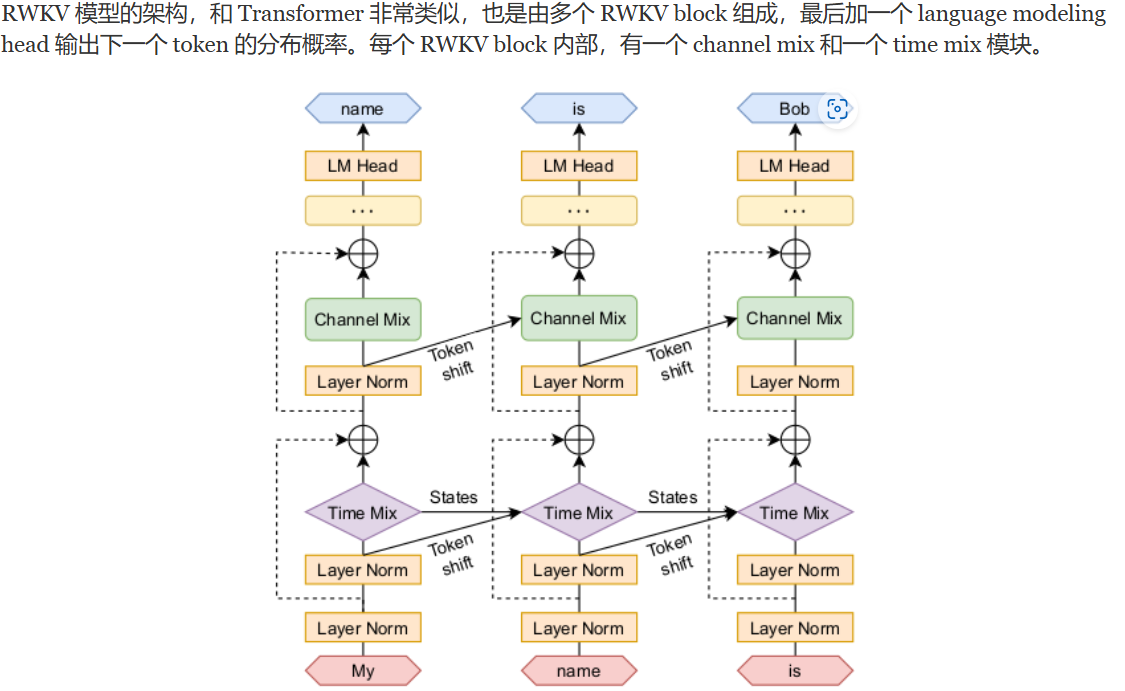 RWKV 模型的架构，和 Transformer 非常类似，也是由多个 RWKV block 组成，最后加一个 language modeling
head 输出下一个 token 的分布概率。每个 RWKV block 内部，有一个 channel mix 和一个 time mix 模块。
name is Bob
LM Head LM Head LM Head
... ... ...
Channel Mix Channel Mix Channel Mix
Token shift Token shift
Layer Norm Layer Norm Layer Norm
States States
Time Mix Time Mix Time Mix
Token shift Token shift
Layer Norm Layer Norm Layer Norm
Layer Norm Layer Norm Layer Norm
My name is